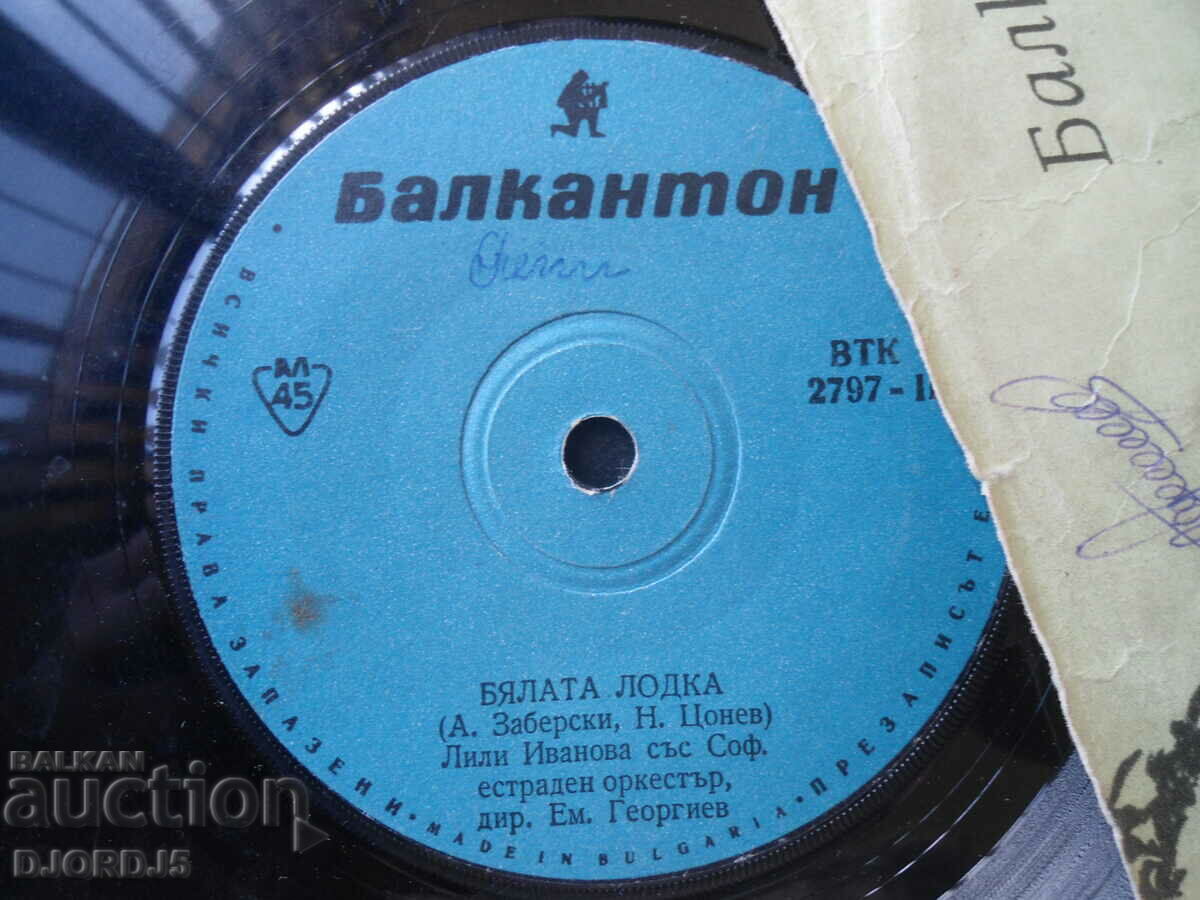 Балкантон
ВТК
2797 - I
АЛ
45
БЯЛАТА ЛОДКА
(А. Заберски, Н. Цонев)
Лили Иванова със Соф.
естраден оркестър,
дир. Ем. Георгиев
• ВСИЧКИ ПРАВА ЗАПАЗЕНИ • MADE IN BULGARIA • ПРЕЗАПИСЪТ Е
Бал
BALKAN
auction
DJORD_J5